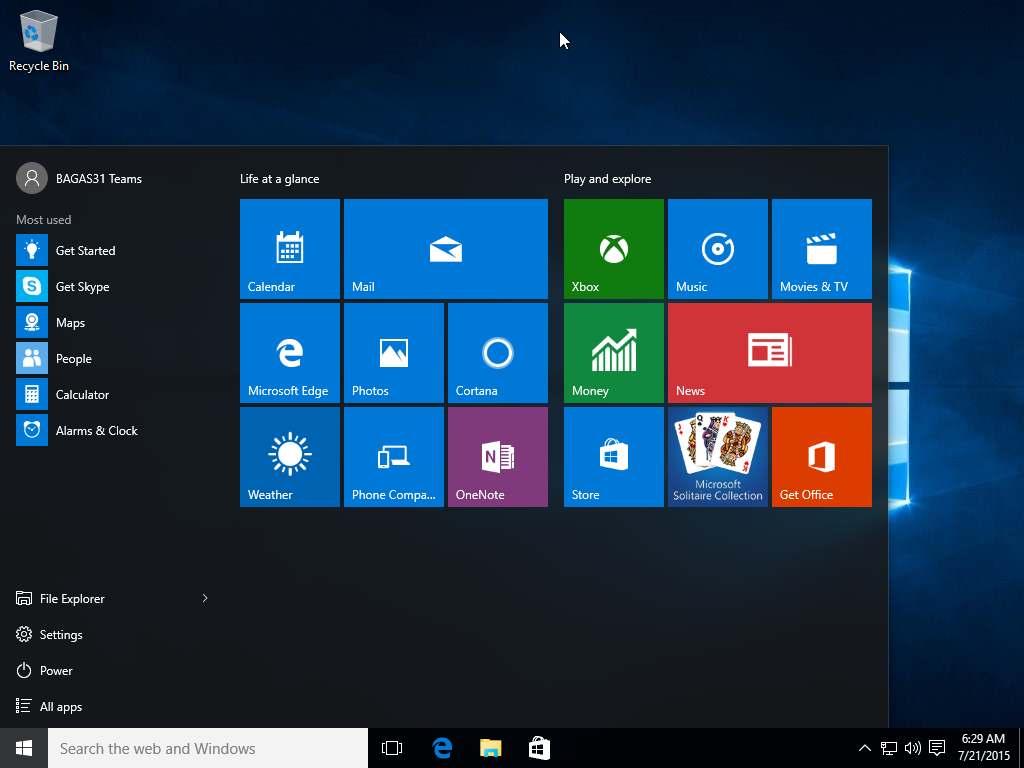 Recycle Bin
BAGAS31 Teams
Most used
Get Started
Get Skype
Maps
People
Calculator
Alarms & Clock
File Explorer
Settings
Power
All apps
Life at a glance
Calendar
Mail
Microsoft Edge
Photos
Cortana
Weather
Phone Compa...
N
OneNote
Play and explore
Xbox
Music
Movies & TV
Money
News
Store
J Q K
Microsoft
Solitaire Collection
Get Office
Search the web and Windows
6:29 AM
7/21/2015